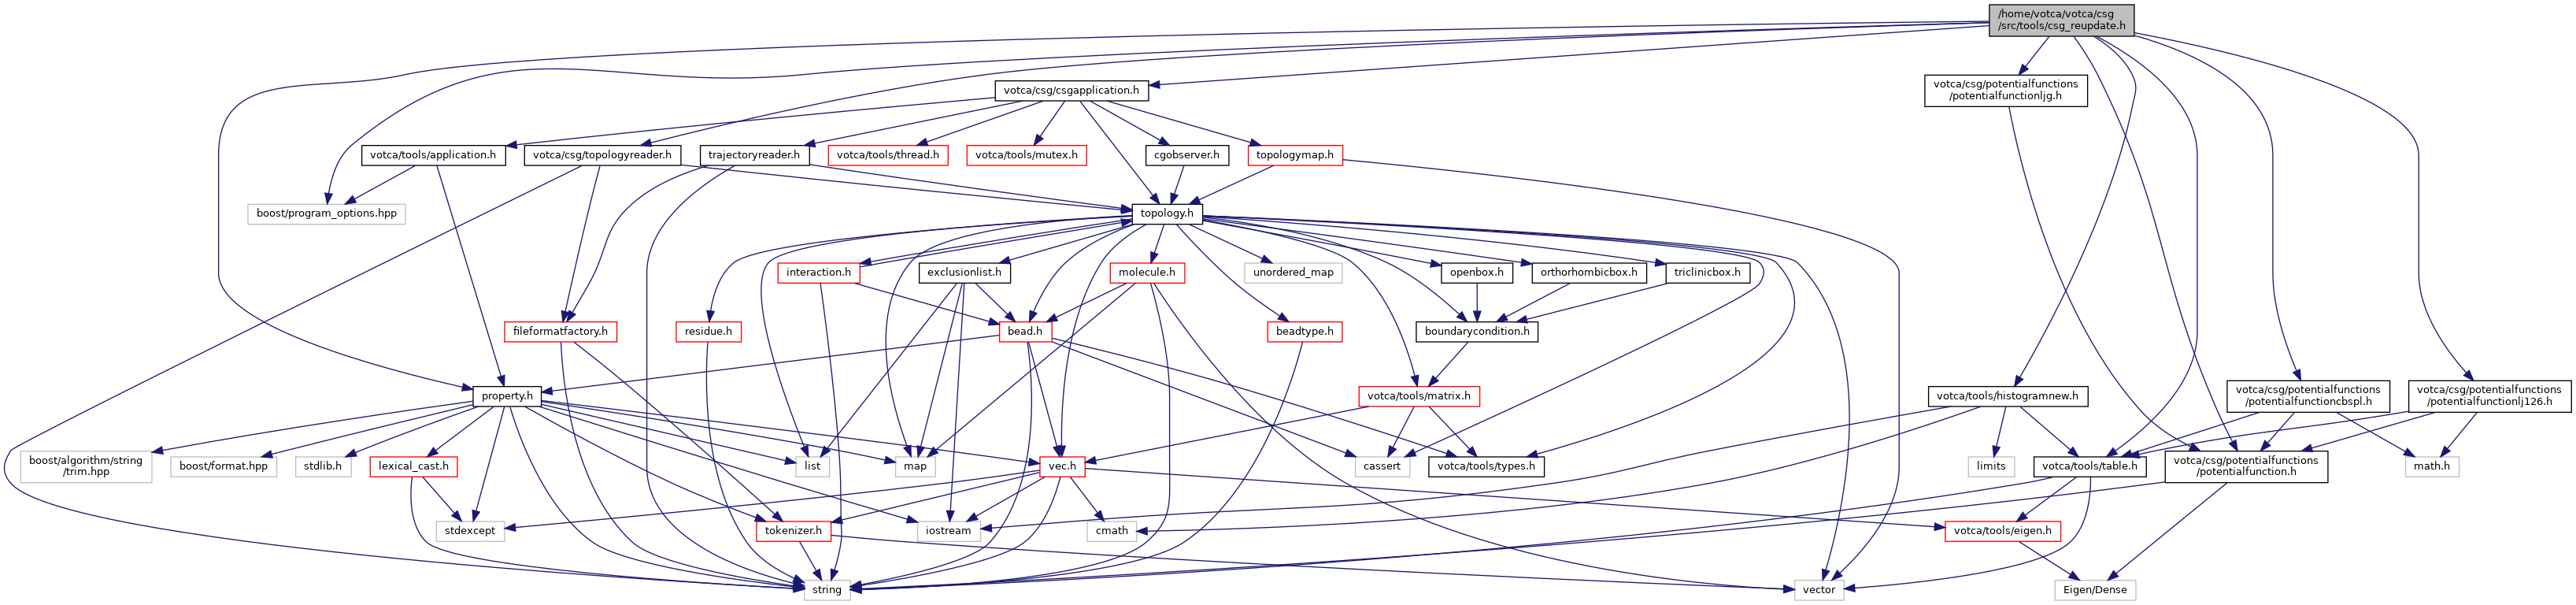 /home/votca/votca/csg
/src/tools/csg_reupdate.h
votca/csg/csgapplication.h
votca/csg/potentialfunctions
/potentialfunctionljg.h
votca/tools/application.h
votca/csg/topologyreader.h
trajectoryreader.h
votca/tools/thread.h
votca/tools/mutex.h
cgobserver.h
topologymap.h
boost/program_options.hpp
topology.h
interaction.h
exclusionlist.h
molecule.h
unordered_map
openbox.h
orthorhombicbox.h
triclinicbox.h
fileformatfactory.h
residue.h
bead.h
beadtype.h
boundarycondition.h
property.h
votca/tools/matrix.h
votca/tools/histogramnew.h
votca/csg/potentialfunctions
/potentialfunctioncbspl.h
votca/csg/potentialfunctions
/potentialfunctionlj126.h
boost/algorithm/string
/trim.hpp
boost/format.hpp
stdlib.h
lexical_cast.h
list
map
vec.h
cassert
votca/tools/types.h
limits
votca/tools/table.h
votca/csg/potentialfunctions
/potentialfunction.h
math.h
stdexcept
tokenizer.h
iostream
cmath
votca/tools/eigen.h
string
vector
Eigen/Dense